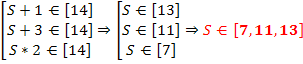 S + 1 ∈ [14]
S + 3 ∈ [14] ⇒
S * 2 ∈ [14]
S ∈ [13]
S ∈ [11] ⇒ S ∈ [7, 11, 13]
S ∈ [7]